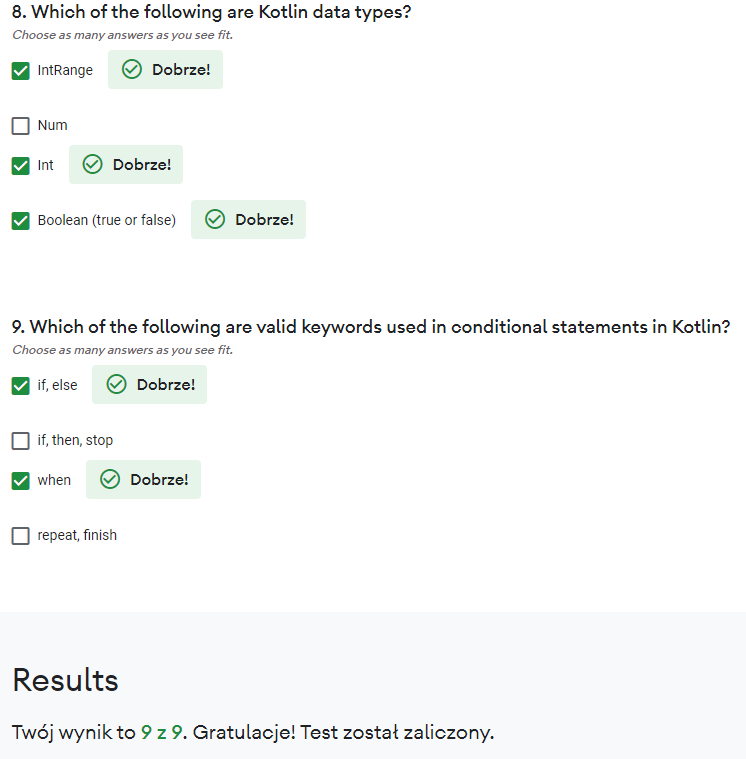 8. Which of the following are Kotlin data types?
Choose as many answers as you see fit.
IntRange Dobrze!
Num
Int Dobrze!
Boolean (true or false) Dobrze!
9. Which of the following are valid keywords used in conditional statements in Kotlin?
Choose as many answers as you see fit.
if, else Dobrze!
if, then, stop
when Dobrze!
repeat, finish
Results
Twój wynik to 9 z 9. Gratulacje! Test został zaliczony.